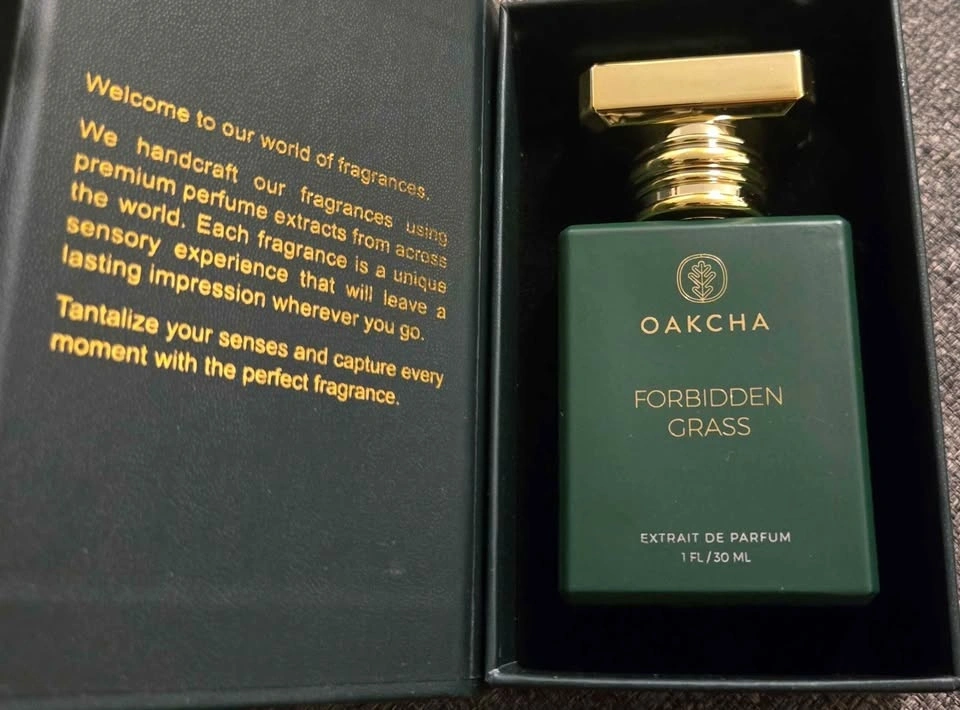 Welcome to our world of fragrances.
We handcraft our fragrances using
premium perfume extracts from across
the world. Each fragrance is a unique
sensory experience that will leave a
lasting impression wherever you go.
Tantalize your senses and capture every
moment with the perfect fragrance.
OAKCHA
FORBIDDEN
GRASS
EXTRAIT DE PARFUM
1 FL/30 ML